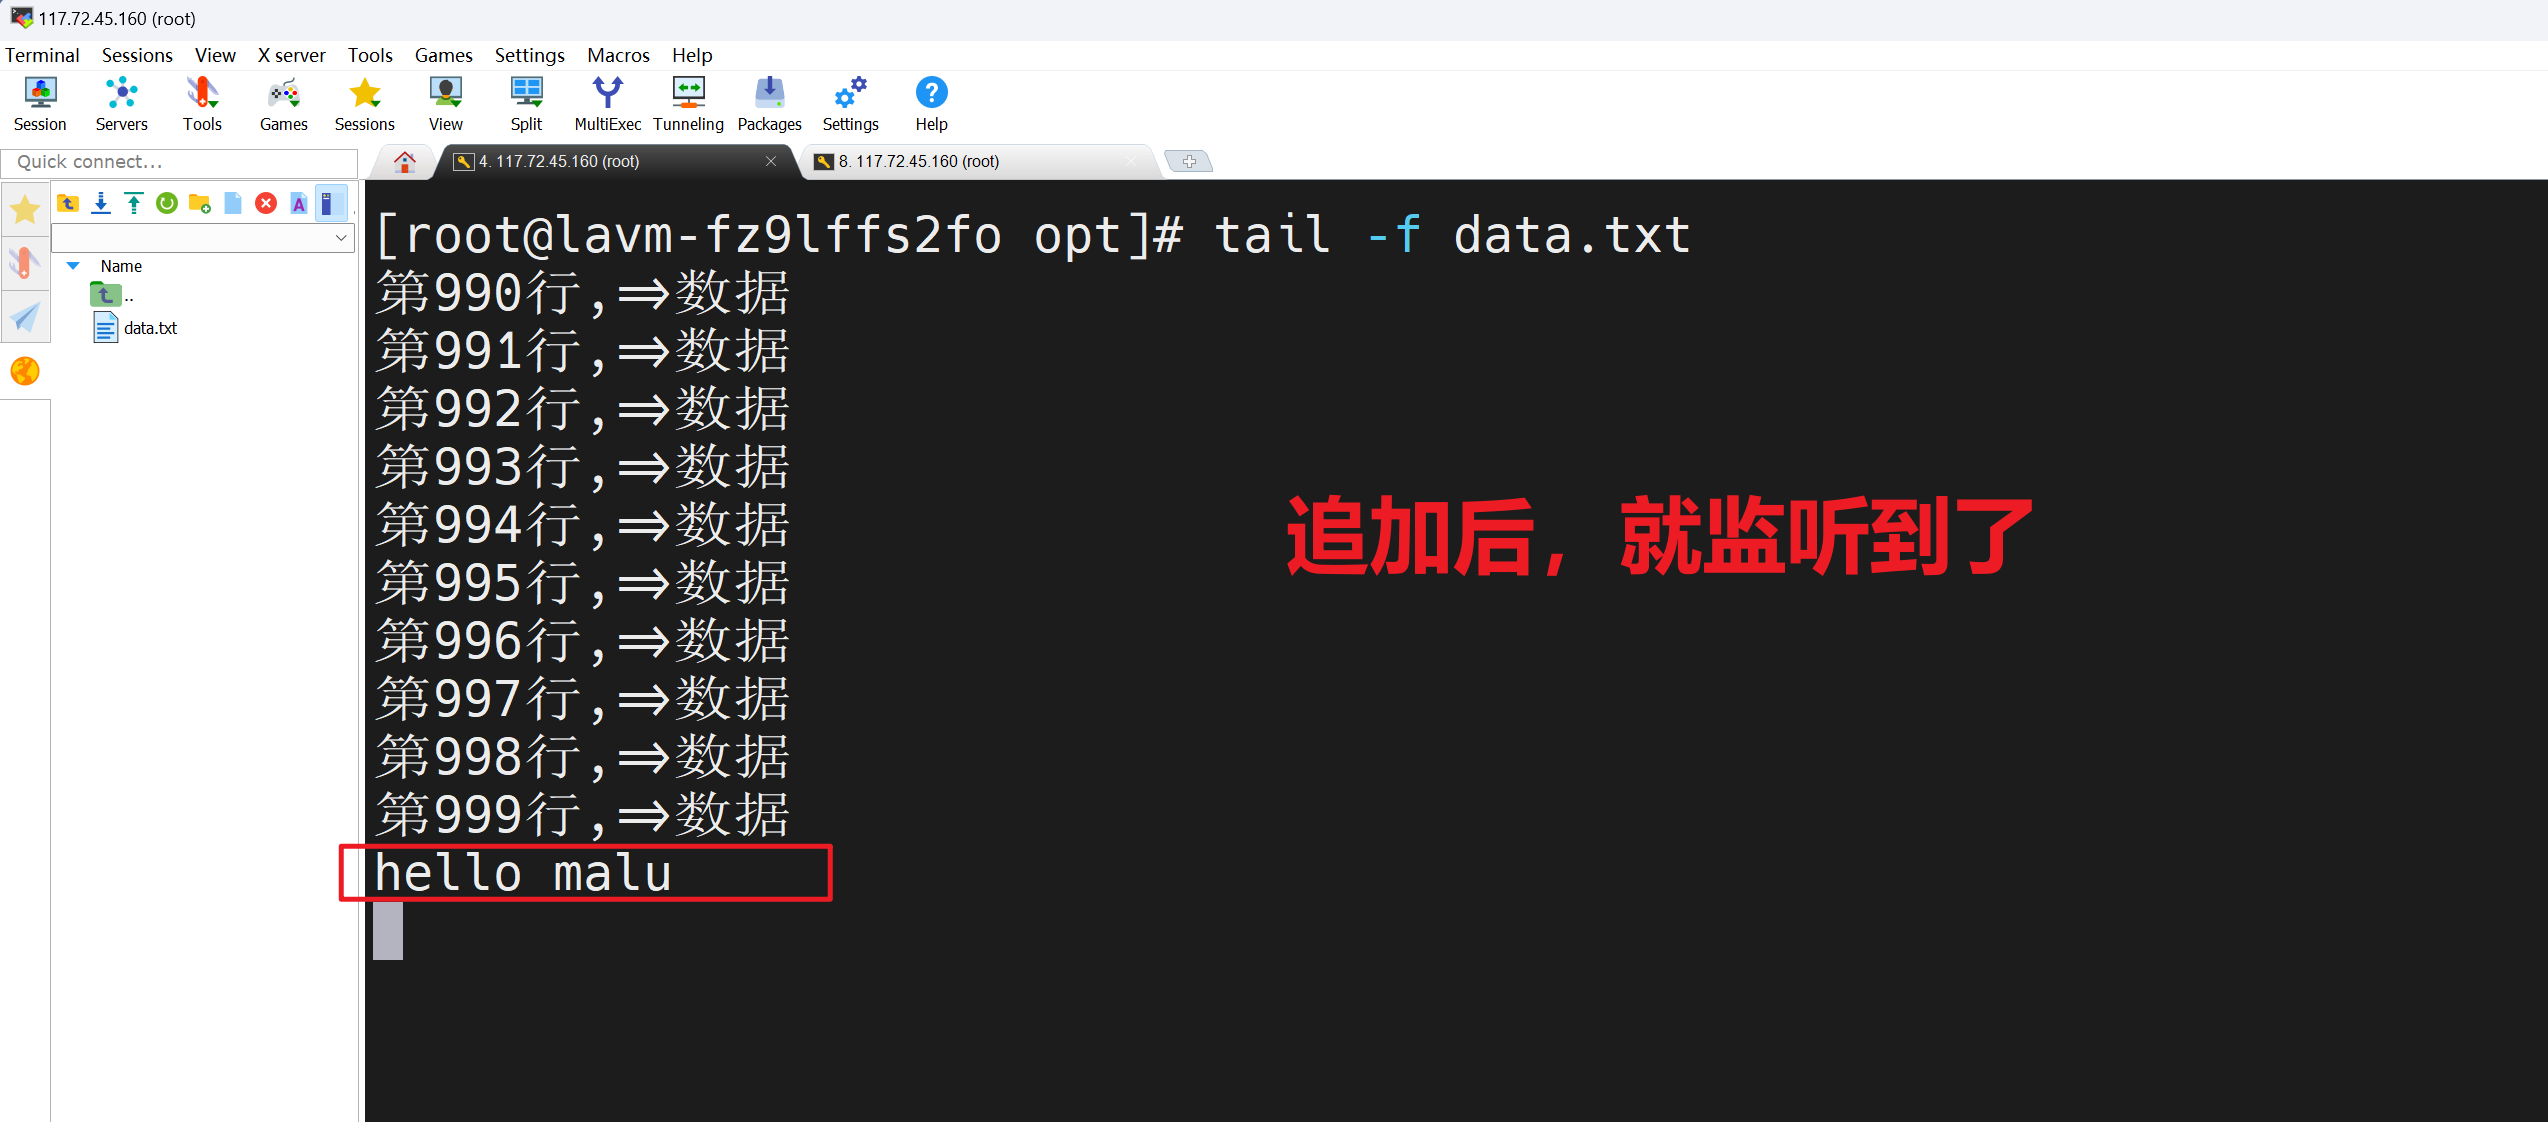 117.72.45.160 (root)
Terminal Sessions View X server Tools Games Settings Macros Help
Session Servers Tools Games Sessions View Split MultiExec Tunneling Packages Settings Help
Quick connect...
4. 117.72.45.160 (root)
8. 117.72.45.160 (root)
Name
..
data.txt
[root@lavm-fz9lffs2fo opt]# tail -f data.txt
第990行,=>数据
第991行,=>数据
第992行,=>数据
第993行,=>数据
第994行,=>数据
第995行,=>数据
第996行,=>数据
第997行,=>数据
第998行,=>数据
第999行,=>数据
hello malu
追加后，就监听到了